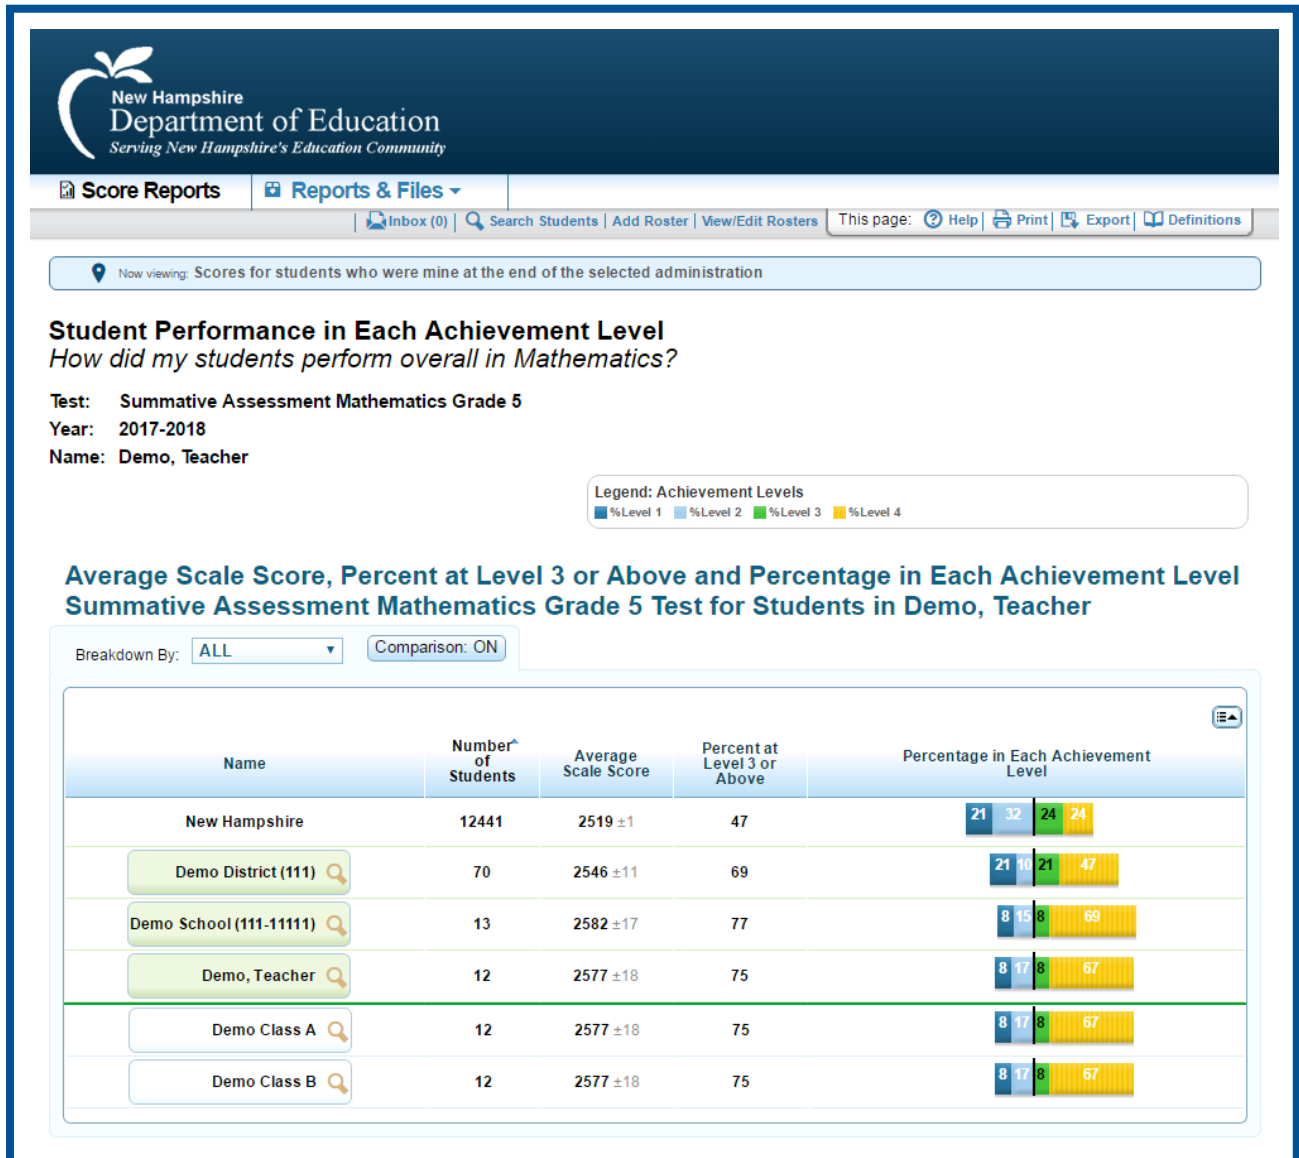 New Hampshire
Department of Education
Serving New Hampshire's Education Community
Score Reports
Reports & Files
Inbox (0) | Search Students | Add Roster | View/Edit Rosters
This page: Help | Print | Export | Definitions
Now viewing: Scores for students who were mine at the end of the selected administration
Student Performance in Each Achievement Level
How did my students perform overall in Mathematics?
Test: Summative Assessment Mathematics Grade 5
Year: 2017-2018
Name: Demo, Teacher
Legend: Achievement Levels
%Level 1 %Level 2 %Level 3 %Level 4
Average Scale Score, Percent at Level 3 or Above and Percentage in Each Achievement Level
Summative Assessment Mathematics Grade 5 Test for Students in Demo, Teacher
Breakdown By: ALL Comparison: ON
Name
Number
of
Students
Average
Scale Score
Percent at
Level 3 or
Above
Percentage in Each Achievement
Level
New Hampshire 12441 2519 ±1 47 21 32 24 24
Demo District (111) 70 2546 ±11 69 21 10 21 47
Demo School (111-11111) 13 2582 ±17 77 8 15 8 69
Demo, Teacher 12 2577 ±18 75 8 17 8 67
Demo Class A 12 2577 ±18 75 8 17 8 67
Demo Class B 12 2577 ±18 75 8 17 8 67